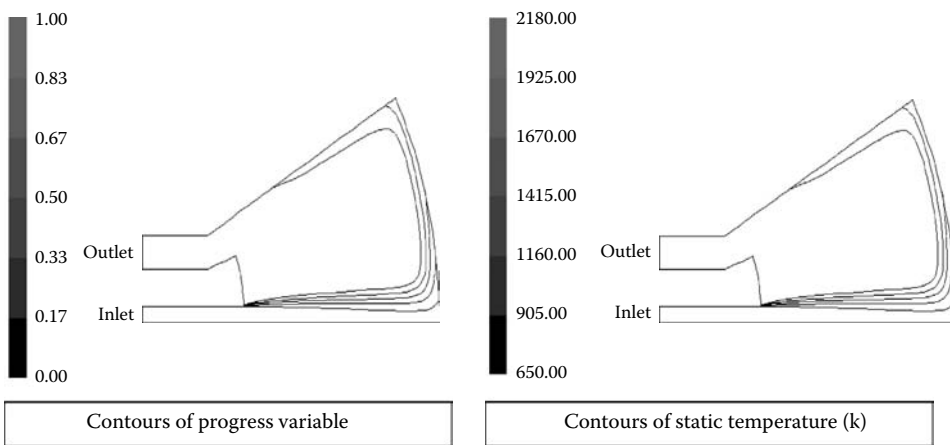 1.00
0.83
0.67
0.50
0.33
0.17
0.00
Outlet
Inlet
Contours of progress variable
2180.00
1925.00
1670.00
1415.00
1160.00
905.00
650.00
Outlet
Inlet
Contours of static temperature (k)